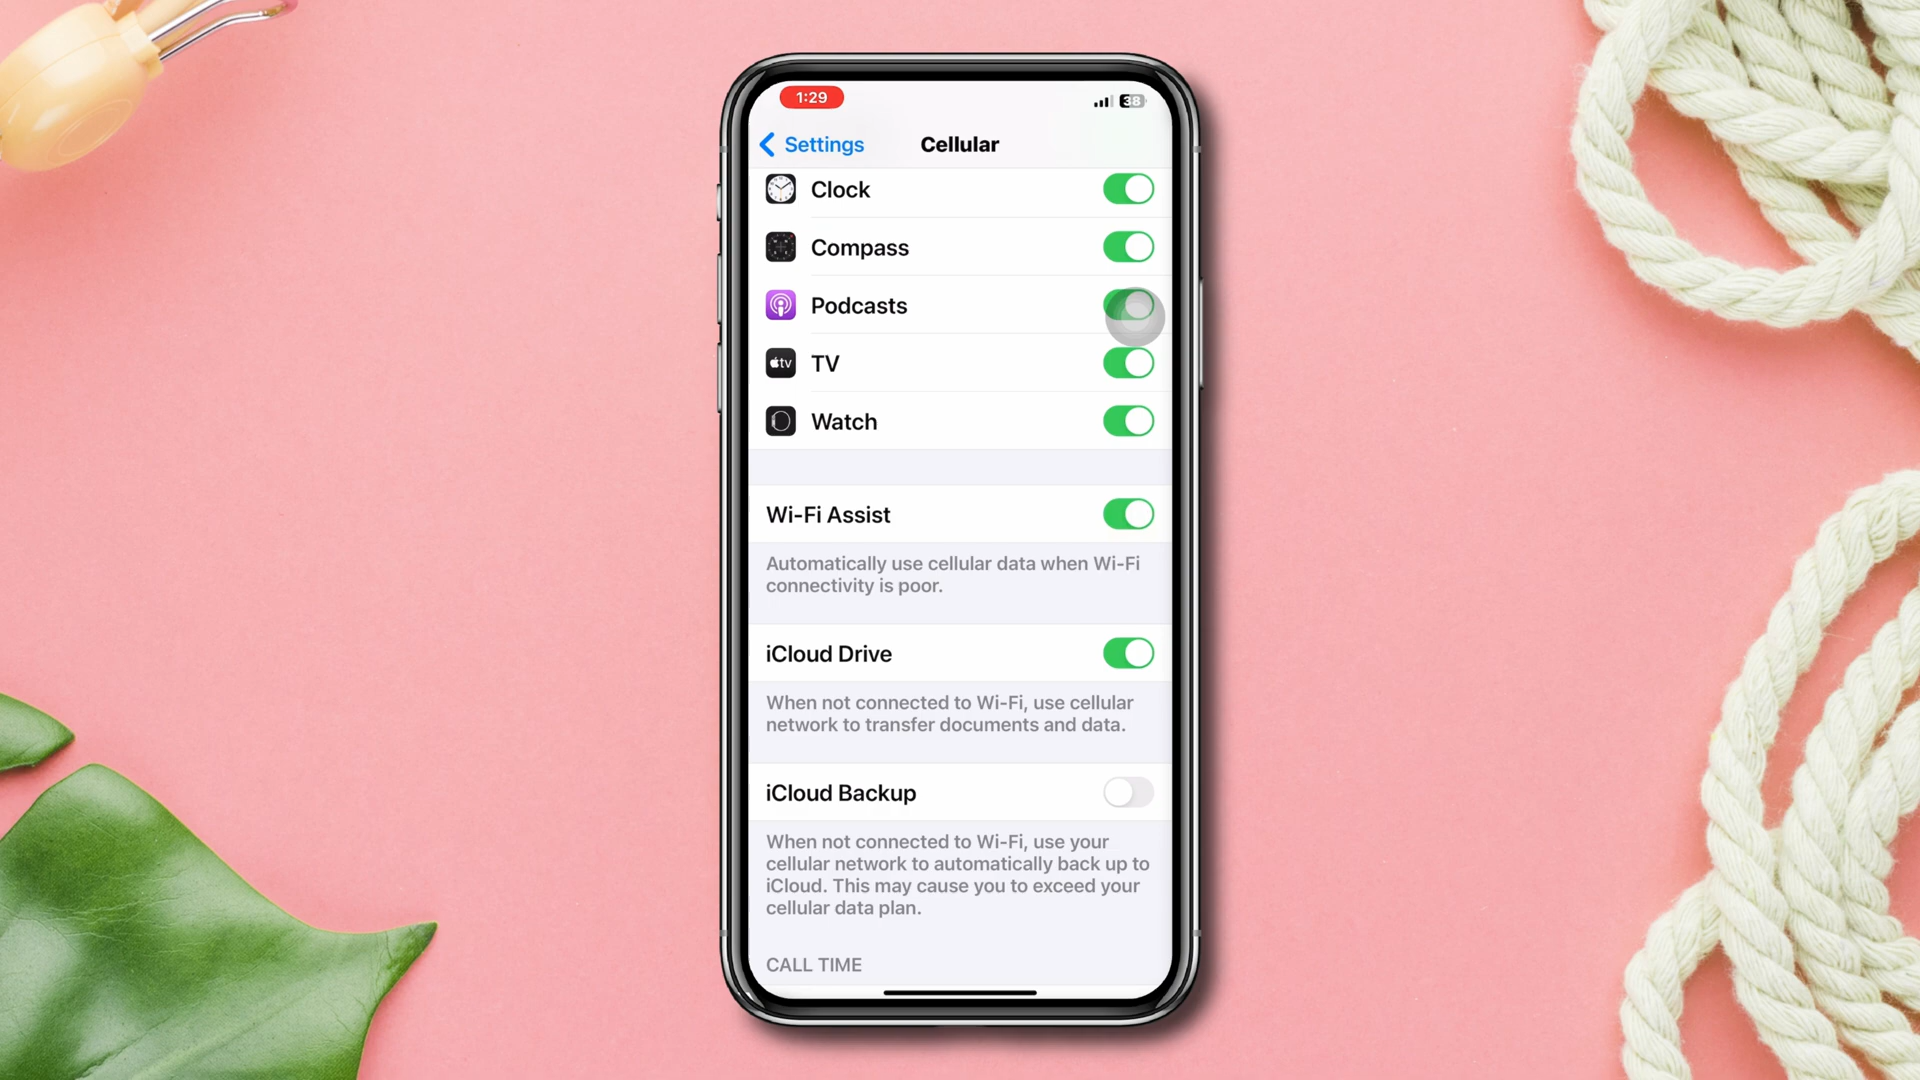 1:29
38
Settings
Cellular
Clock
Compass
Podcasts
tv
TV
Watch
Wi-Fi Assist
Automatically use cellular data when Wi-Fi
connectivity is poor.
iCloud Drive
When not connected to Wi-Fi, use cellular
network to transfer documents and data.
iCloud Backup
When not connected to Wi-Fi, use your
cellular network to automatically back up to
iCloud. This may cause you to exceed your
cellular data plan.
CALL TIME